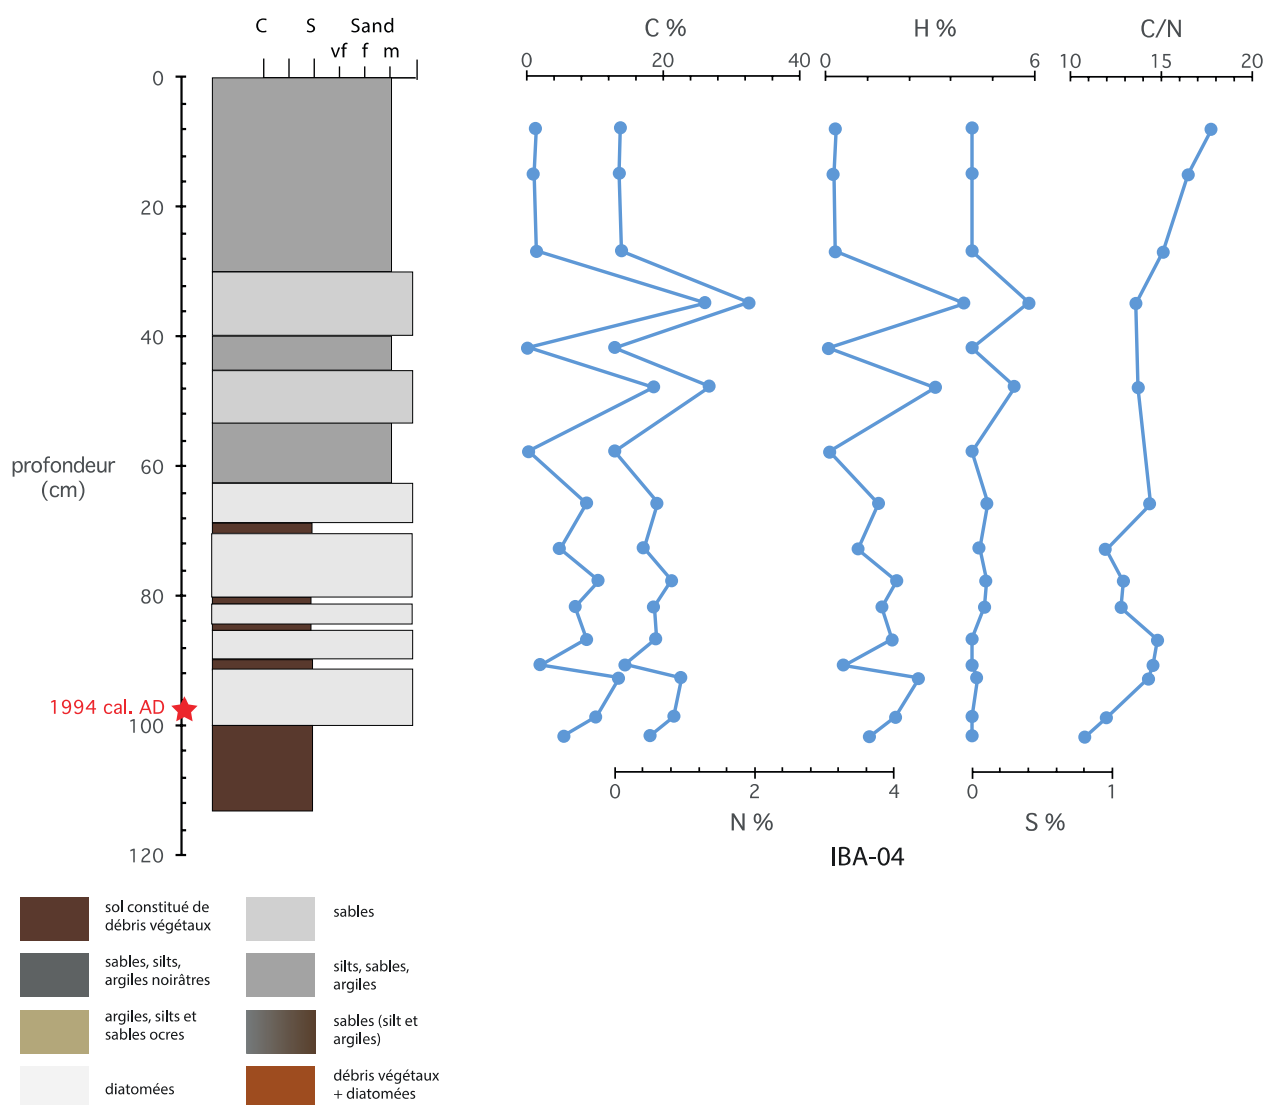 C S Sand
vf f m
C % H % C/N
0 20 40 0 6 10 15 20
0
20
40
60
80
100
120
profondeur
(cm)
1994 cal. AD
0 2 4 0 1
N % S %
IBA-04
sol constitué de
débris végétaux
sables
sables, silts,
argiles noirâtres
silts, sables,
argiles
argiles, silts et
sables ocres
sables (silt et
argiles)
diatomées
débris végétaux
+ diatomées